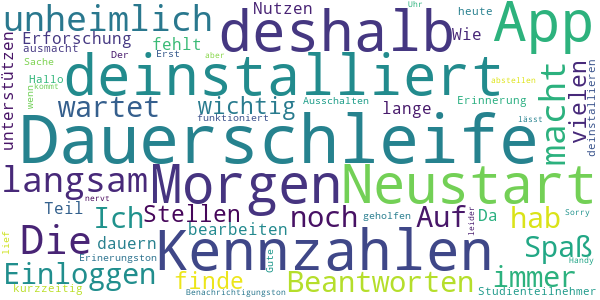 unheimlich
Nutzen
heute
Uhr
deshalb
Wie
App
Erforschung
fehlt
unterstützen
ausmacht
Der
Erst
aber
Sache
deinstalliert
kommt
wenn
Hallo
abstellen
macht
vielen
deinstallieren
wartet
wichtig
Ausschalten
lange
Erinnerung
funktioniert
lässt
Dauerschleife
langsam
Morgen
Neustart
nervt
Teil
Ich
Stellen
noch
geholfen
Auf
leider
Da
hab
Sorry
Die
dauern
bearbeiten
Kennzahlen
Spaß
lief
Erinerungston
Gute
Handy
Einloggen
finde
Beantworten
immer
kurzzeitig
Benachrichtigungston
Studienteilnehmer